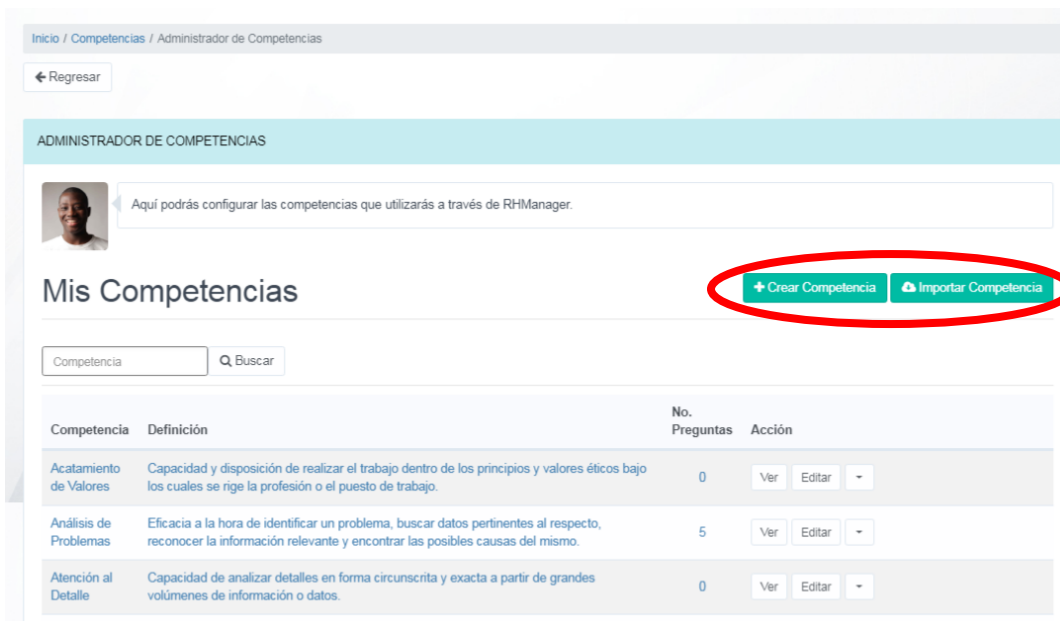 Inicio / Competencias / Administrador de Competencias
Regresar
ADMINISTRADOR DE COMPETENCIAS
Aquí podrás configurar las competencias que utilizarás a través de RHManager.
Mis Competencias
+ Crear Competencia
Importar Competencia
Competencia
Buscar
Competencia Definición No. Preguntas Acción
Acatamiento de Valores
Capacidad y disposición de realizar el trabajo dentro de los principios y valores éticos bajo
los cuales se rige la profesión o el puesto de trabajo.
0 Ver Editar
Análisis de Problemas
Eficacia a la hora de identificar un problema, buscar datos pertinentes al respecto,
reconocer la información relevante y encontrar las posibles causas del mismo.
5 Ver Editar
Atención al Detalle
Capacidad de analizar detalles en forma circunscrita y exacta a partir de grandes
volúmenes de información o datos.
0 Ver Editar